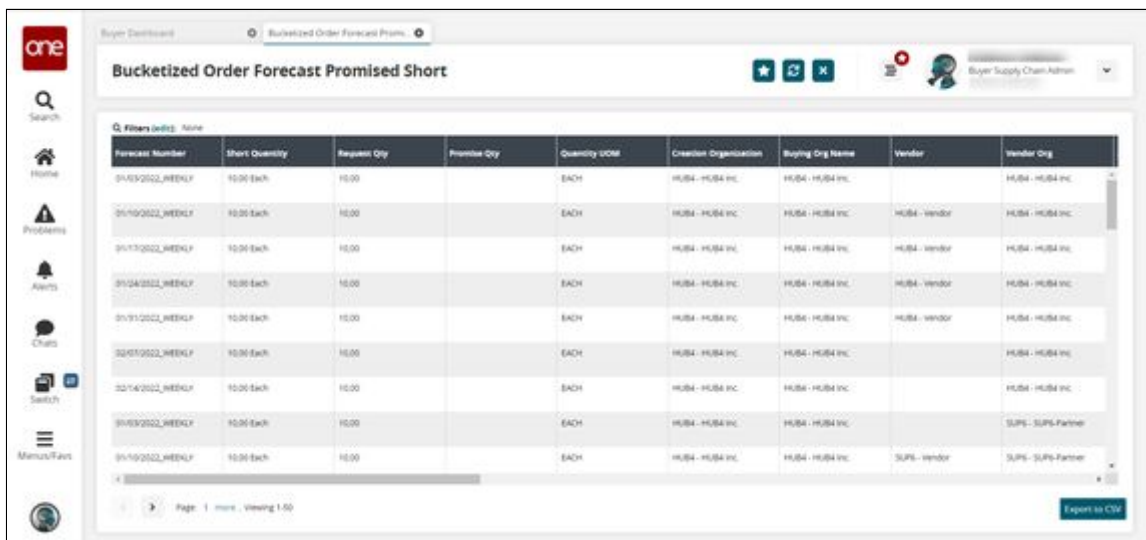 one
Buyer Dashboard
Bucketized Order Forecast Promi...
Bucketized Order Forecast Promised Short
Buyer Supply Chain Admin
Search
Home
Problems
Alerts
Chats
Switch
Menus/Favs
Filters (edit): None
Forecast Number Short Quantity Request Qty Promise Qty Quantity UOM Creation Organization Buying Org Name Vendor Vendor Org
01/03/2022_WEEKLY 10.00 Each 10.00 EACH HUB4 - HUB4 Inc. HUB4 - HUB4 Inc. HUB4 - HUB4 Inc.
01/10/2022_WEEKLY 10.00 Each 10.00 EACH HUB4 - HUB4 Inc. HUB4 - HUB4 Inc. HUB4 - Vendor HUB4 - HUB4 Inc.
01/17/2022_WEEKLY 10.00 Each 10.00 EACH HUB4 - HUB4 Inc. HUB4 - HUB4 Inc. HUB4 - Vendor HUB4 - HUB4 Inc.
01/24/2022_WEEKLY 10.00 Each 10.00 EACH HUB4 - HUB4 Inc. HUB4 - HUB4 Inc. HUB4 - Vendor HUB4 - HUB4 Inc.
01/31/2022_WEEKLY 10.00 Each 10.00 EACH HUB4 - HUB4 Inc. HUB4 - HUB4 Inc. HUB4 - Vendor HUB4 - HUB4 Inc.
02/07/2022_WEEKLY 10.00 Each 10.00 EACH HUB4 - HUB4 Inc. HUB4 - HUB4 Inc. HUB4 - HUB4 Inc.
02/14/2022_WEEKLY 10.00 Each 10.00 EACH HUB4 - HUB4 Inc. HUB4 - HUB4 Inc. HUB4 - HUB4 Inc.
01/03/2022_WEEKLY 10.00 Each 10.00 EACH HUB4 - HUB4 Inc. HUB4 - HUB4 Inc. SUP6 - SUP6-Partner
01/10/2022_WEEKLY 10.00 Each 10.00 EACH HUB4 - HUB4 Inc. HUB4 - HUB4 Inc. SUP6 - Vendor SUP6 - SUP6-Partner
Page 1 more . Viewing 1-50
Export to CSV